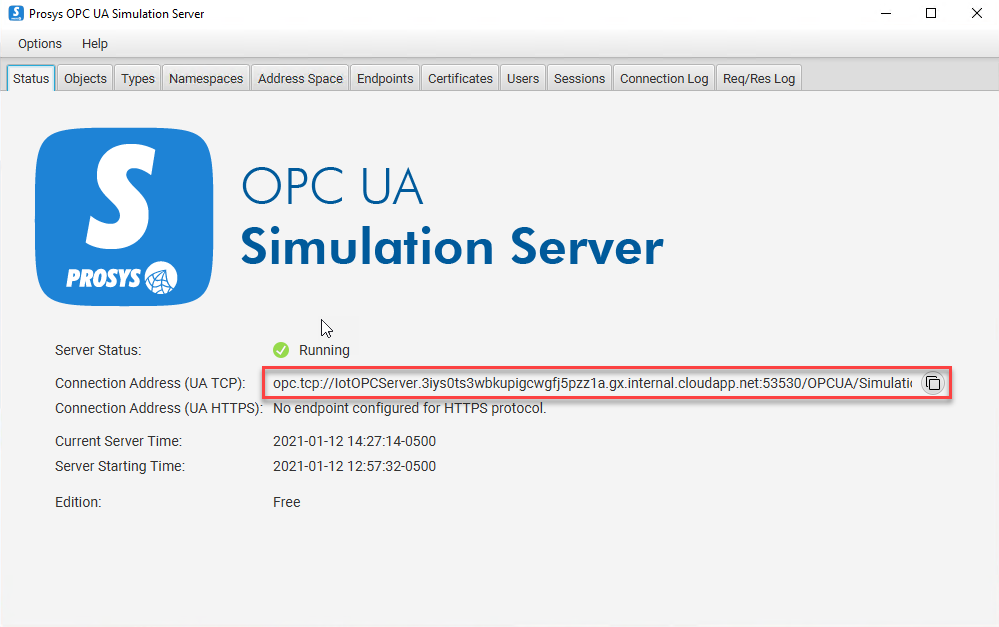 Prosys OPC UA Simulation Server
Options Help
Status Objects Types Namespaces Address Space Endpoints Certificates Users Sessions Connection Log Req/Res Log
S
PROSYS
OPC UA
Simulation Server
Server Status: Running
Connection Address (UA TCP): opc.tcp://IotOPCServer.3iys0ts3wbkupigcwgfj5pzz1a.gx.internal.cloudapp.net:53530/OPCUA/Simulatio
Connection Address (UA HTTPS): No endpoint configured for HTTPS protocol.
Current Server Time: 2021-01-12 14:27:14-0500
Server Starting Time: 2021-01-12 12:57:32-0500
Edition: Free